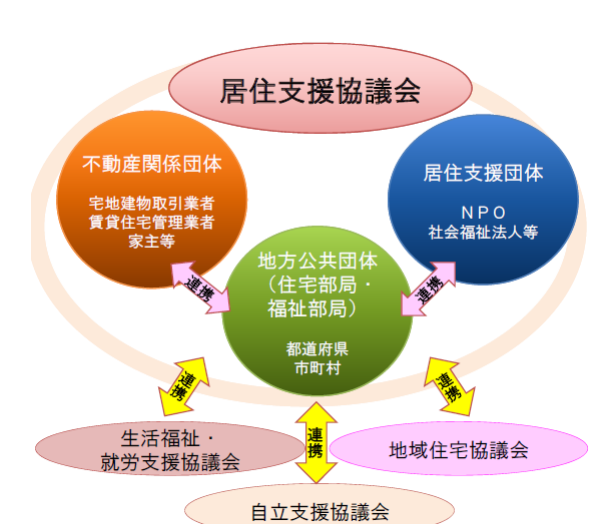 居住支援協議会
不動産関係団体
宅地建物取引業者
賃貸住宅管理業者
家主等
居住支援団体
ＮＰＯ
社会福祉法人等
地方公共団体
（住宅部局・
福祉部局）
都道府県
市町村
連携
連携
連携
連携
連携
生活福祉・
就労支援協議会
地域住宅協議会
自立支援協議会